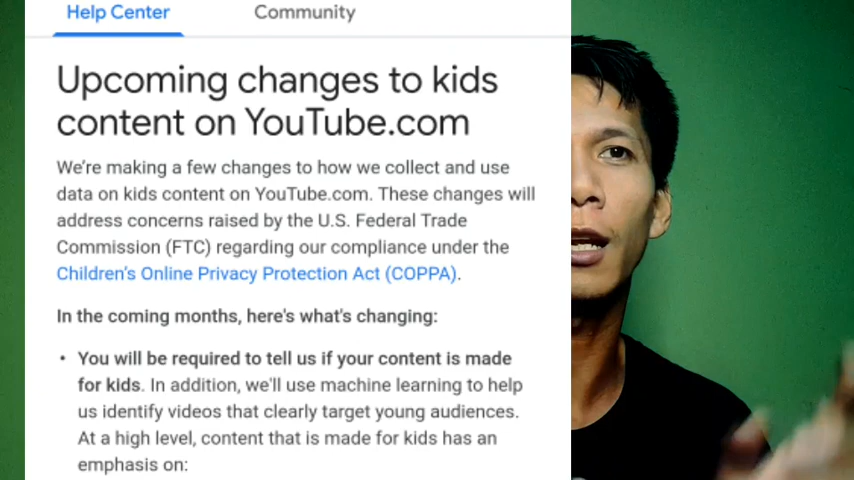 Help Center
Community
Upcoming changes to kids
content on YouTube.com
We're making a few changes to how we collect and use
data on kids content on YouTube.com. These changes will
address concerns raised by the U.S. Federal Trade
Commission (FTC) regarding our compliance under the
Children's Online Privacy Protection Act (COPPA).
In the coming months, here's what's changing:
• You will be required to tell us if your content is made
for kids. In addition, we'll use machine learning to help
us identify videos that clearly target young audiences.
At a high level, content that is made for kids has an
emphasis on: